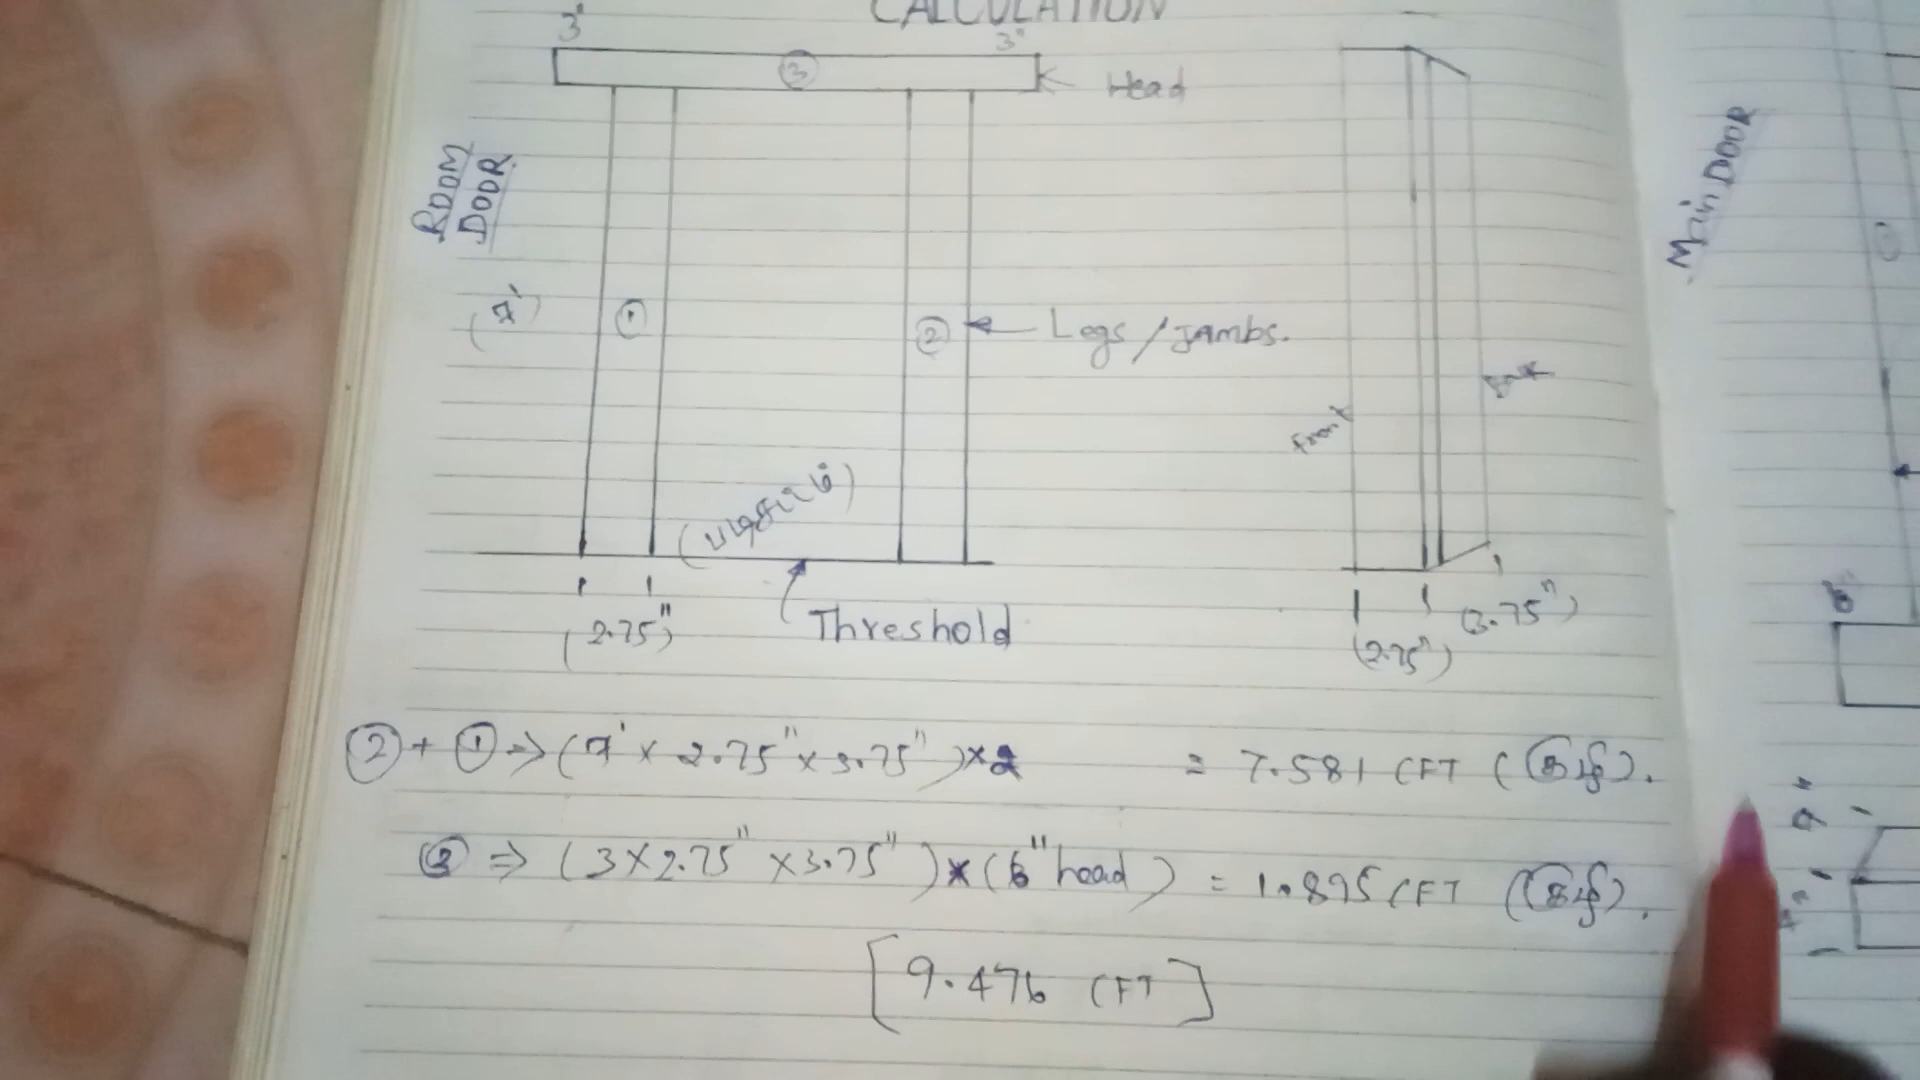 CALCULATION
3"
3"
③
Head
ROOM
DOOR
Main DOOR
(7')
①
②
Legs / Jambs.
Front
Threshold
(2.75")
(2.75")
(3.75")
② + ① ⇒ (7' x 2.75" x 3.75") x 2 = 7.581 CFT (குழி).
③ ⇒ (3 x 2.75" x 3.75") x (6" head) = 1.895 CFT (குழி).
[9.476 CFT]
6"
9"